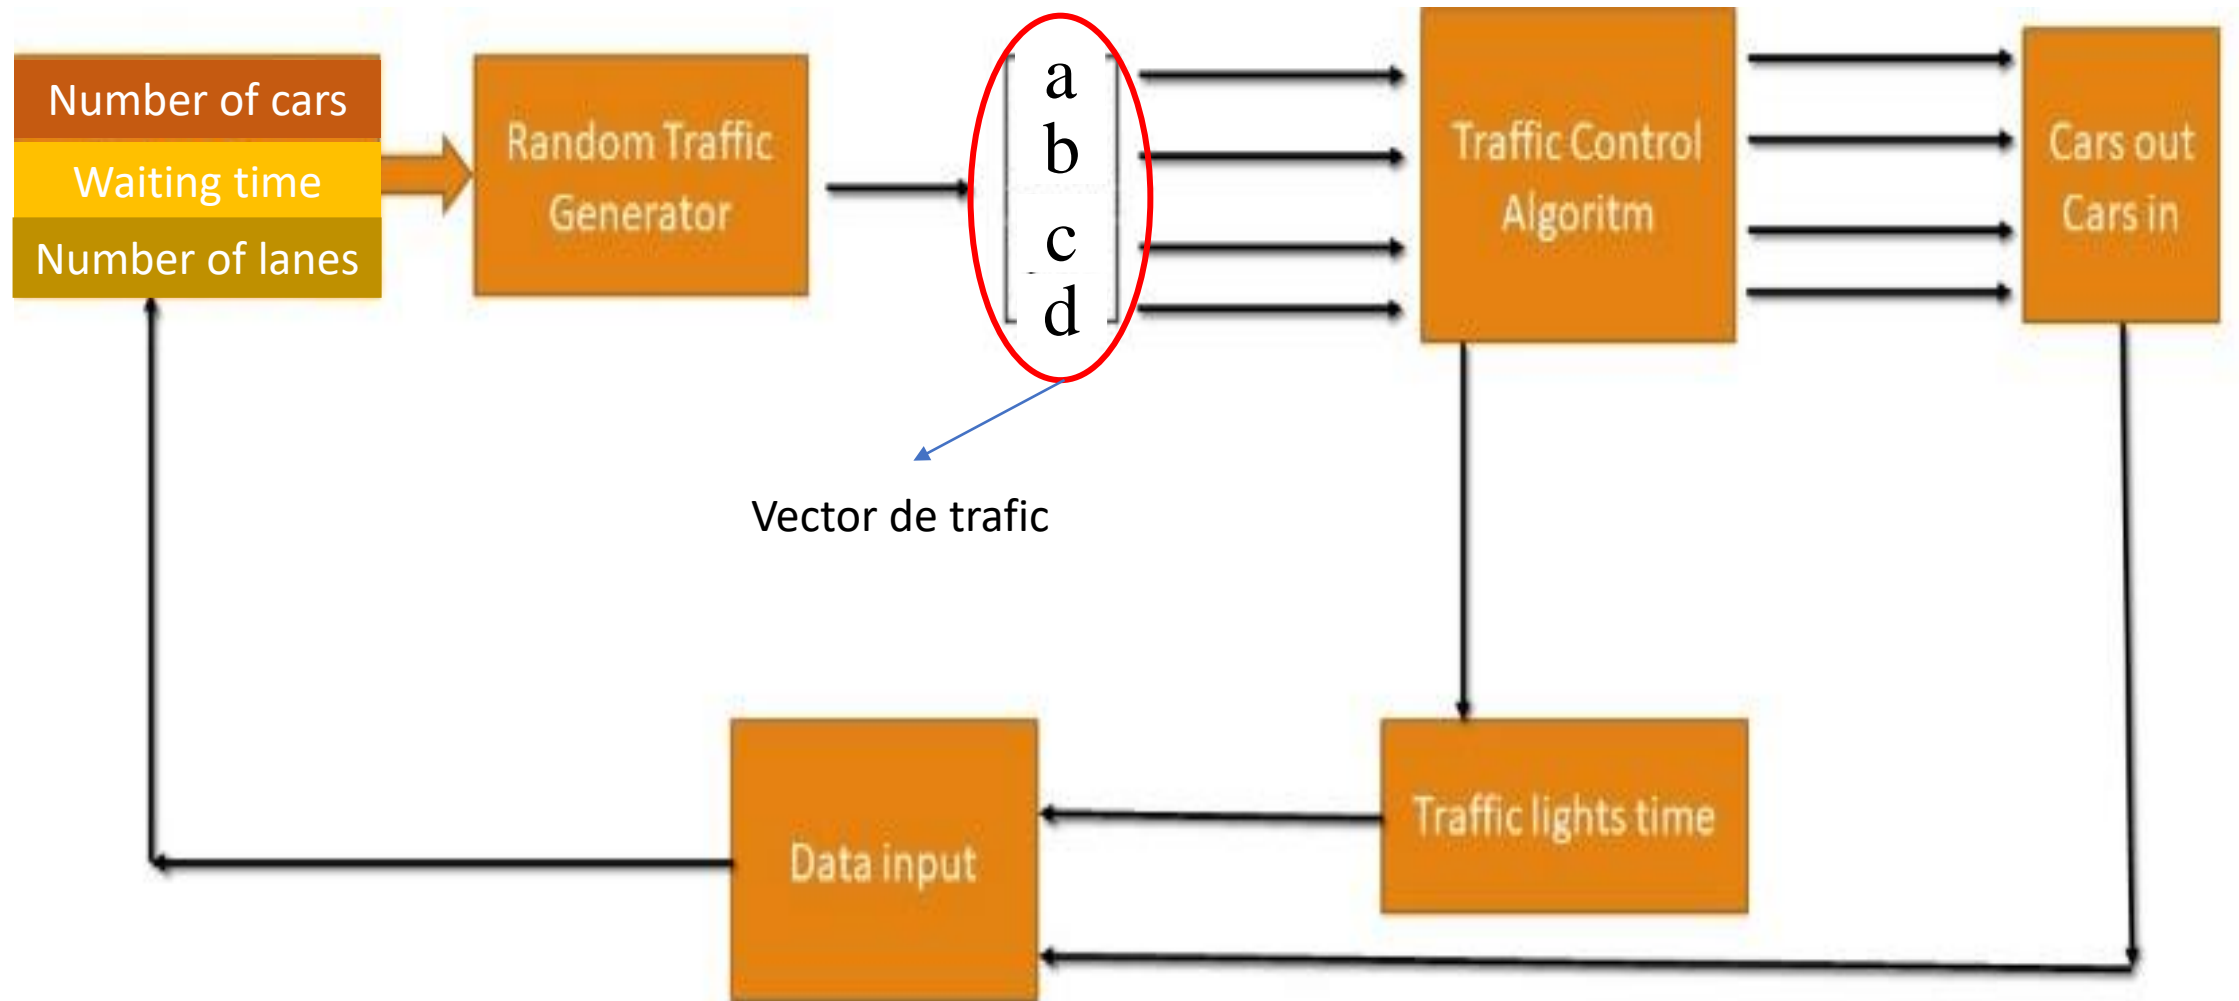 Number of cars
Waiting time
Number of lanes
Random Traffic
Generator
a
b
c
d
Traffic Control
Algoritm
Cars out
Cars in
Vector de trafic
Traffic lights time
Data input